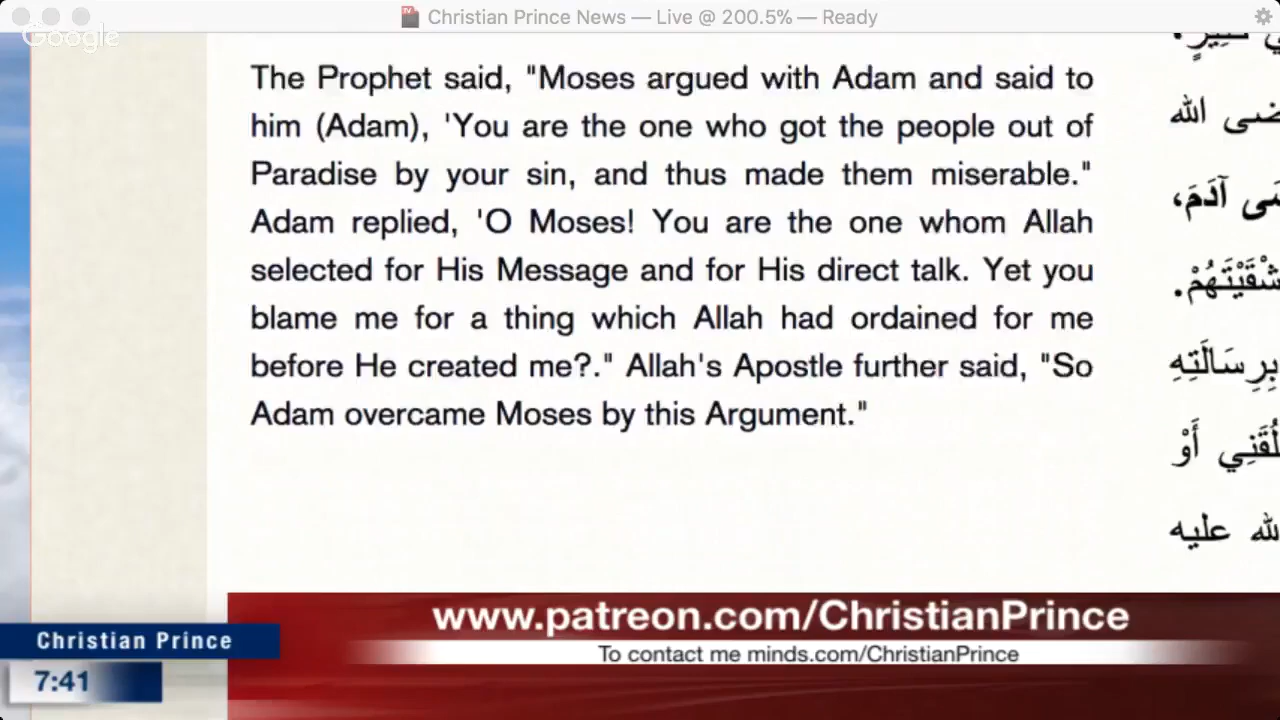 Christian Prince News — Live @ 200.5% — Ready
Google
The Prophet said, "Moses argued with Adam and said to
him (Adam), 'You are the one who got the people out of
Paradise by your sin, and thus made them miserable."
Adam replied, 'O Moses! You are the one whom Allah
selected for His Message and for His direct talk. Yet you
blame me for a thing which Allah had ordained for me
before He created me?." Allah's Apostle further said, "So
Adam overcame Moses by this Argument."
الله
آدَمَ،
بِرِسَالَتِهِ
أَوْ
عليه
www.patreon.com/ChristianPrince
To contact me minds.com/ChristianPrince
Christian Prince
7:41